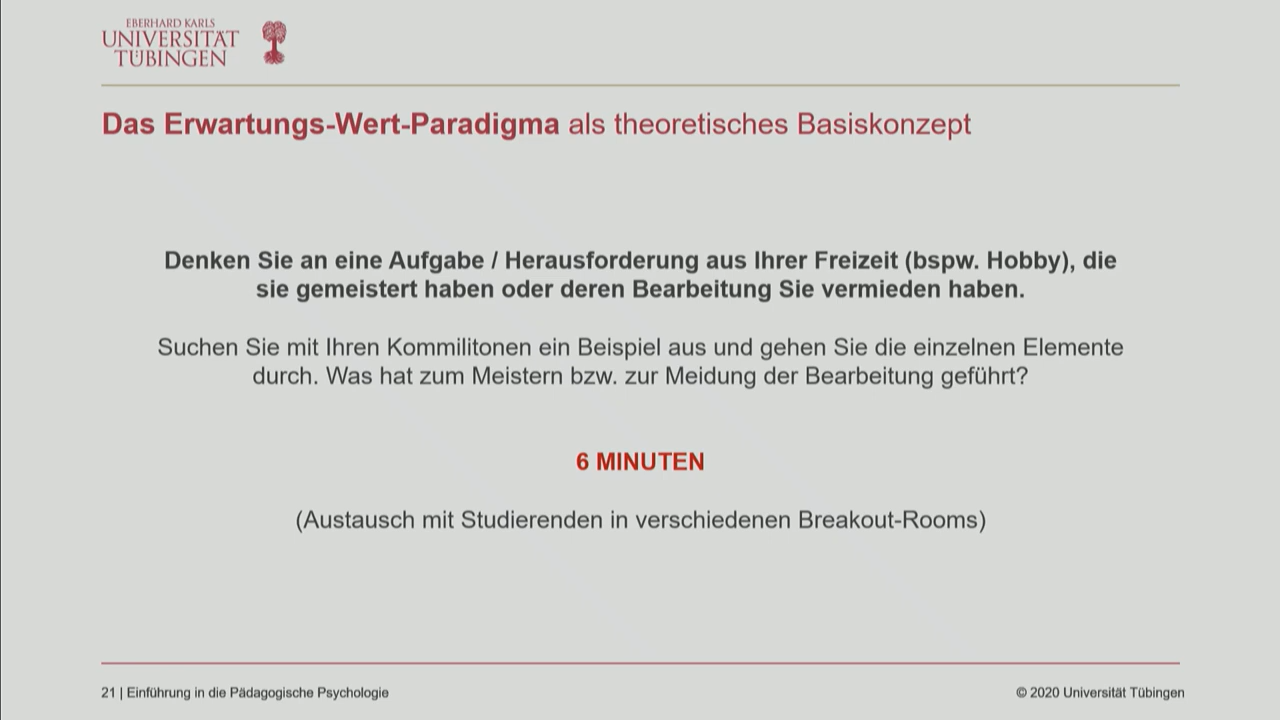 EBERHARD KARLS
UNIVERSITÄT
TÜBINGEN
Das Erwartungs-Wert-Paradigma als theoretisches Basiskonzept
Denken Sie an eine Aufgabe / Herausforderung aus Ihrer Freizeit (bspw. Hobby), die
sie gemeistert haben oder deren Bearbeitung Sie vermieden haben.
Suchen Sie mit Ihren Kommilitonen ein Beispiel aus und gehen Sie die einzelnen Elemente
durch. Was hat zum Meistern bzw. zur Meidung der Bearbeitung geführt?
6 MINUTEN
(Austausch mit Studierenden in verschiedenen Breakout-Rooms)
21 | Einführung in die Pädagogische Psychologie
© 2020 Universität Tübingen